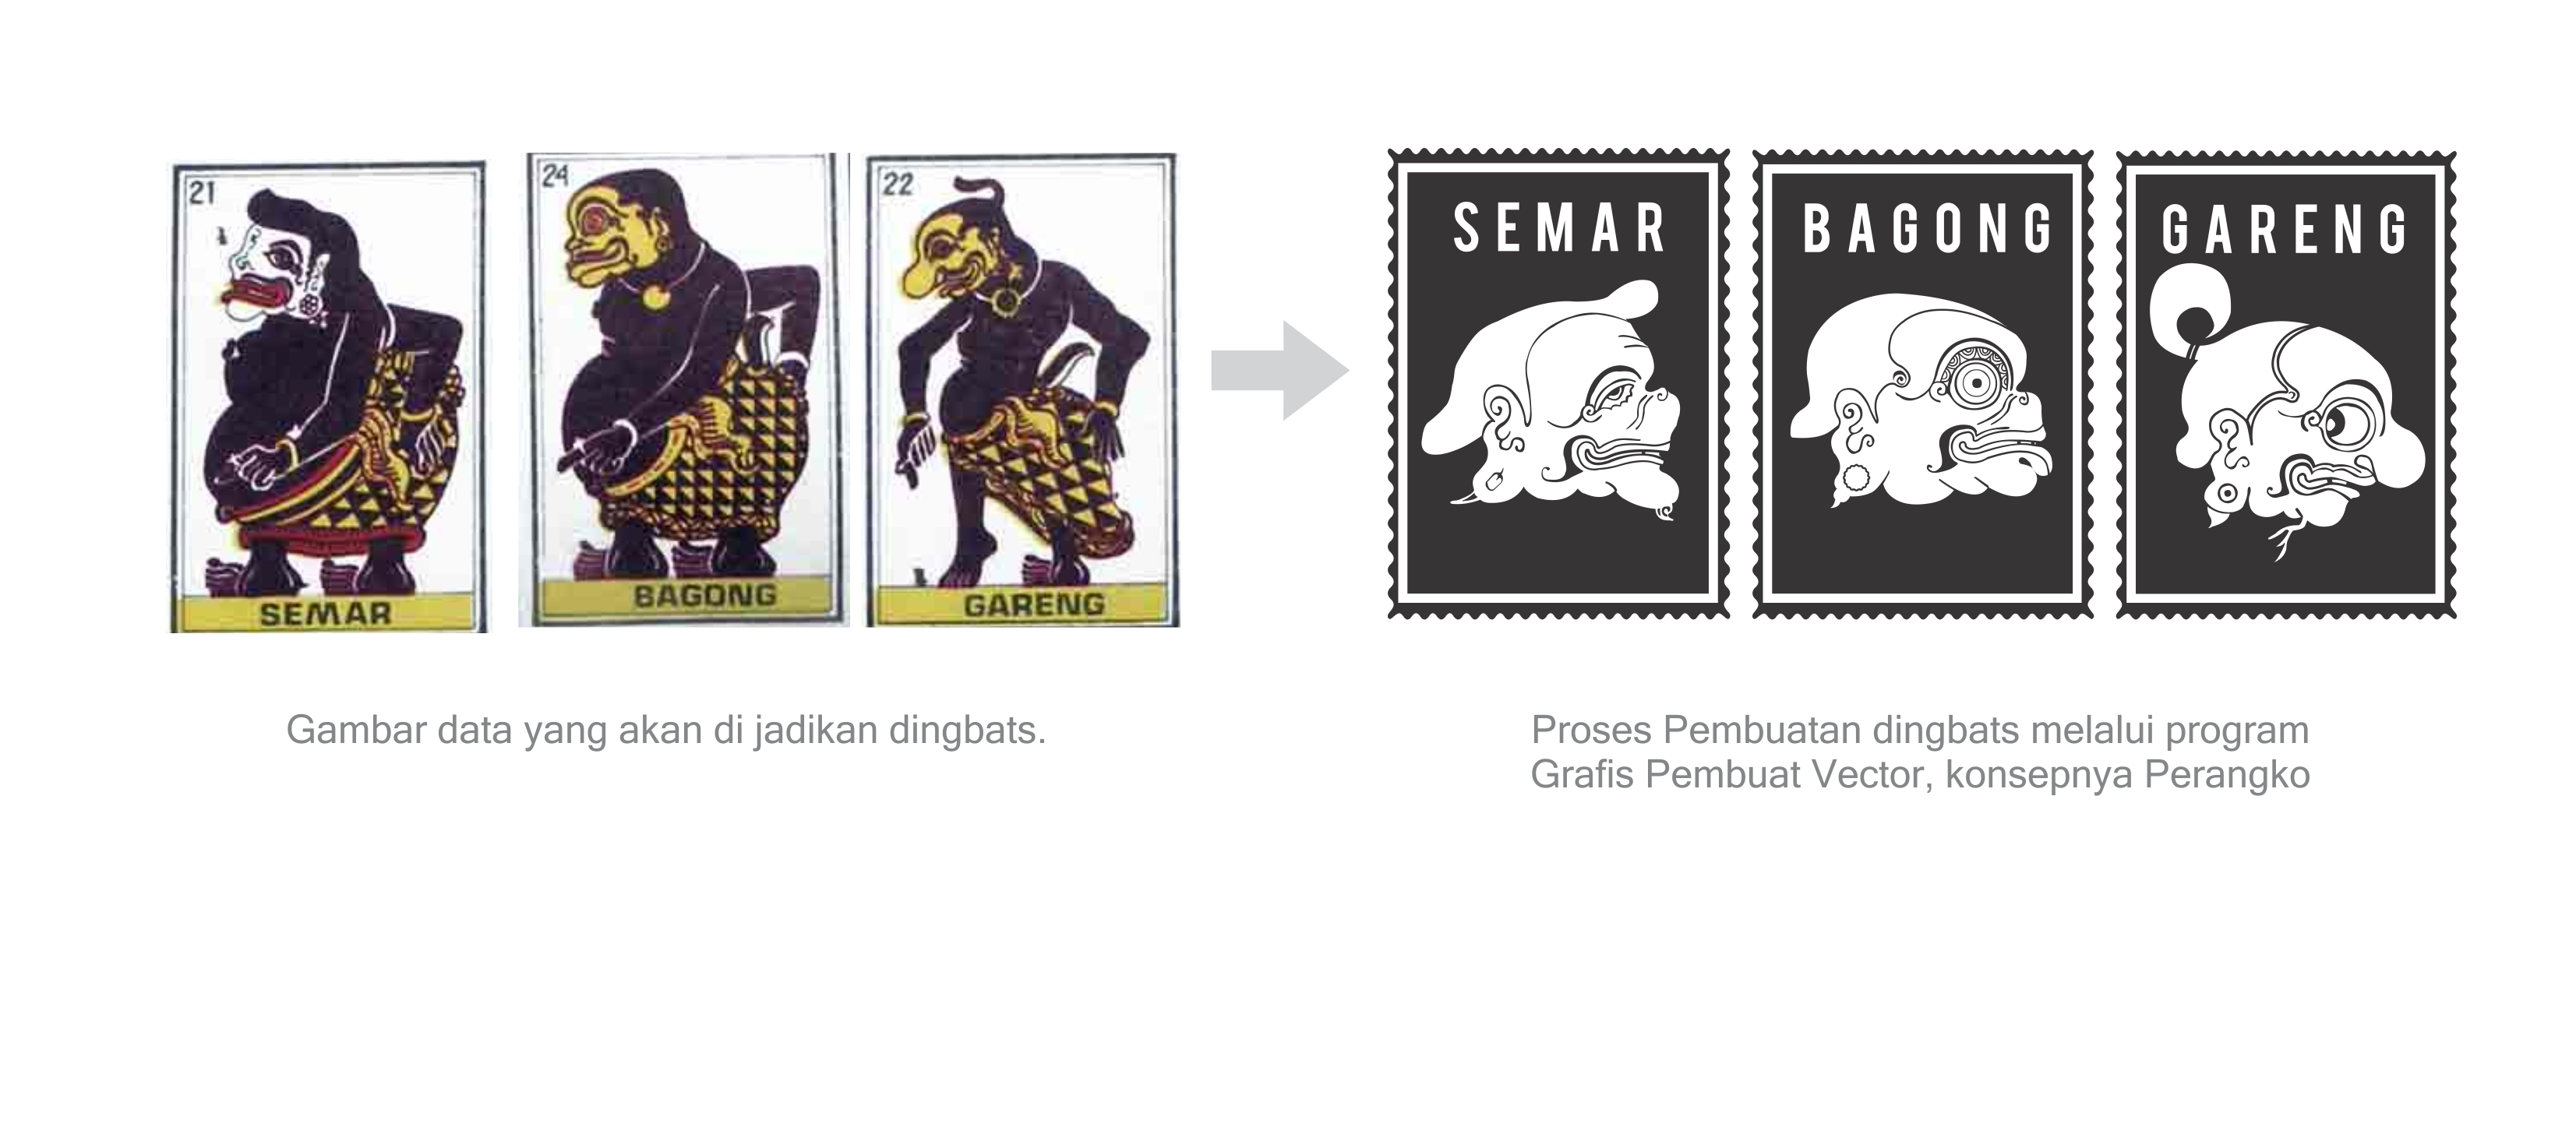 21
SEMAR
24
BAGONG
22
GARENG
SEMAR
BAGONG
GARENG
Gambar data yang akan di jadikan dingbats.
Proses Pembuatan dingbats melalui program
Grafis Pembuat Vector, konsepnya Perangko